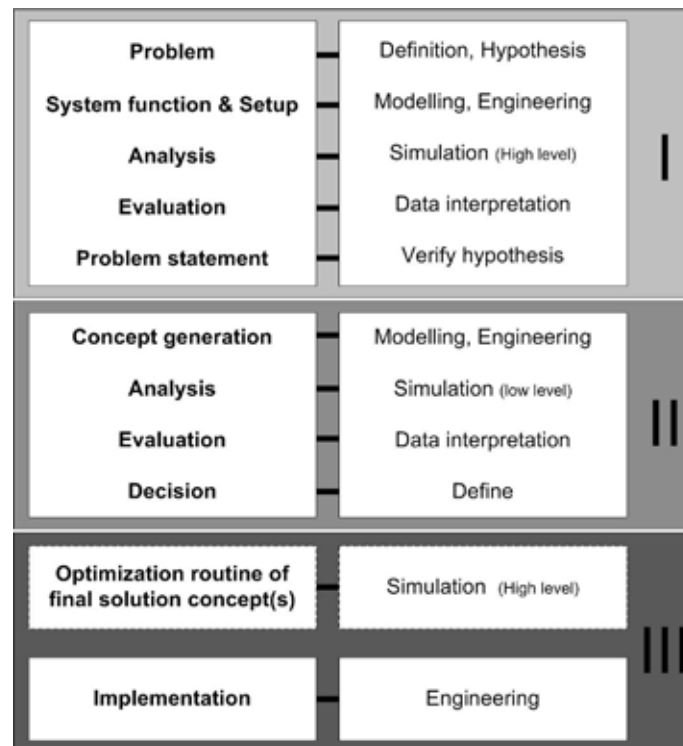 Problem
Definition, Hypothesis
System function & Setup
Modelling, Engineering
Analysis
Simulation (High level)
Evaluation
Data interpretation
Problem statement
Verify hypothesis
I
Concept generation
Modelling, Engineering
Analysis
Simulation (low level)
Evaluation
Data interpretation
Decision
Define
II
Optimization routine of
final solution concept(s)
Simulation (High level)
Implementation
Engineering
III